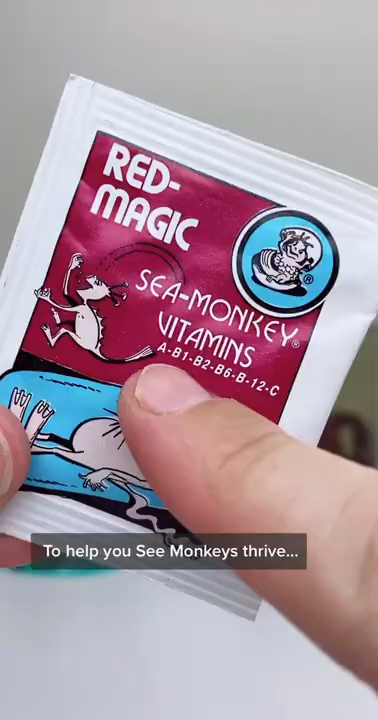 RED-
MAGIC
SEA-MONKEY®
VITAMINS
A-B1-B2-B6-B-12-C
®
To help you See Monkeys thrive...